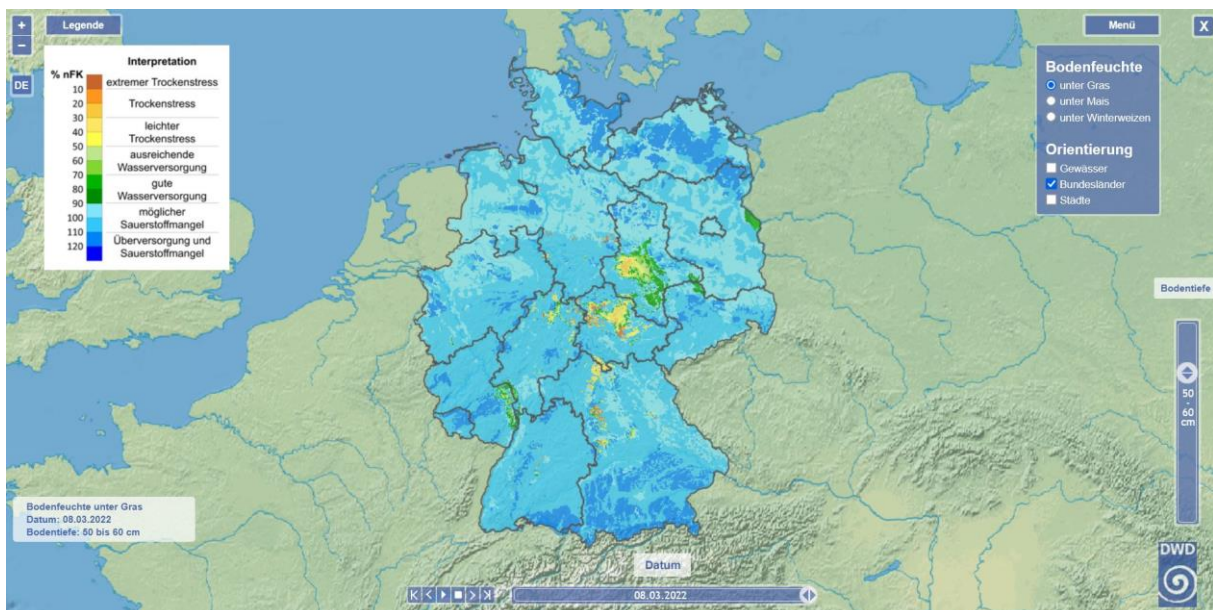 +
−
Legende
DE
Interpretation
% nFK
extremer Trockenstress
10
Trockenstress
20
30
leichter
Trockenstress
40
50
ausreichende
Wasserversorgung
60
70
gute
Wasserversorgung
80
90
möglicher
Sauerstoffmangel
100
110
Überversorgung und
Sauerstoffmangel
120
Menü
X
Bodenfeuchte
unter Gras
unter Mais
unter Winterweizen
Orientierung
Gewässer
Bundesländer
Städte
Bodentiefe
50
-
60
cm
Bodenfeuchte unter Gras
Datum: 08.03.2022
Bodentiefe: 50 bis 60 cm
Datum
08.03.2022
DWD